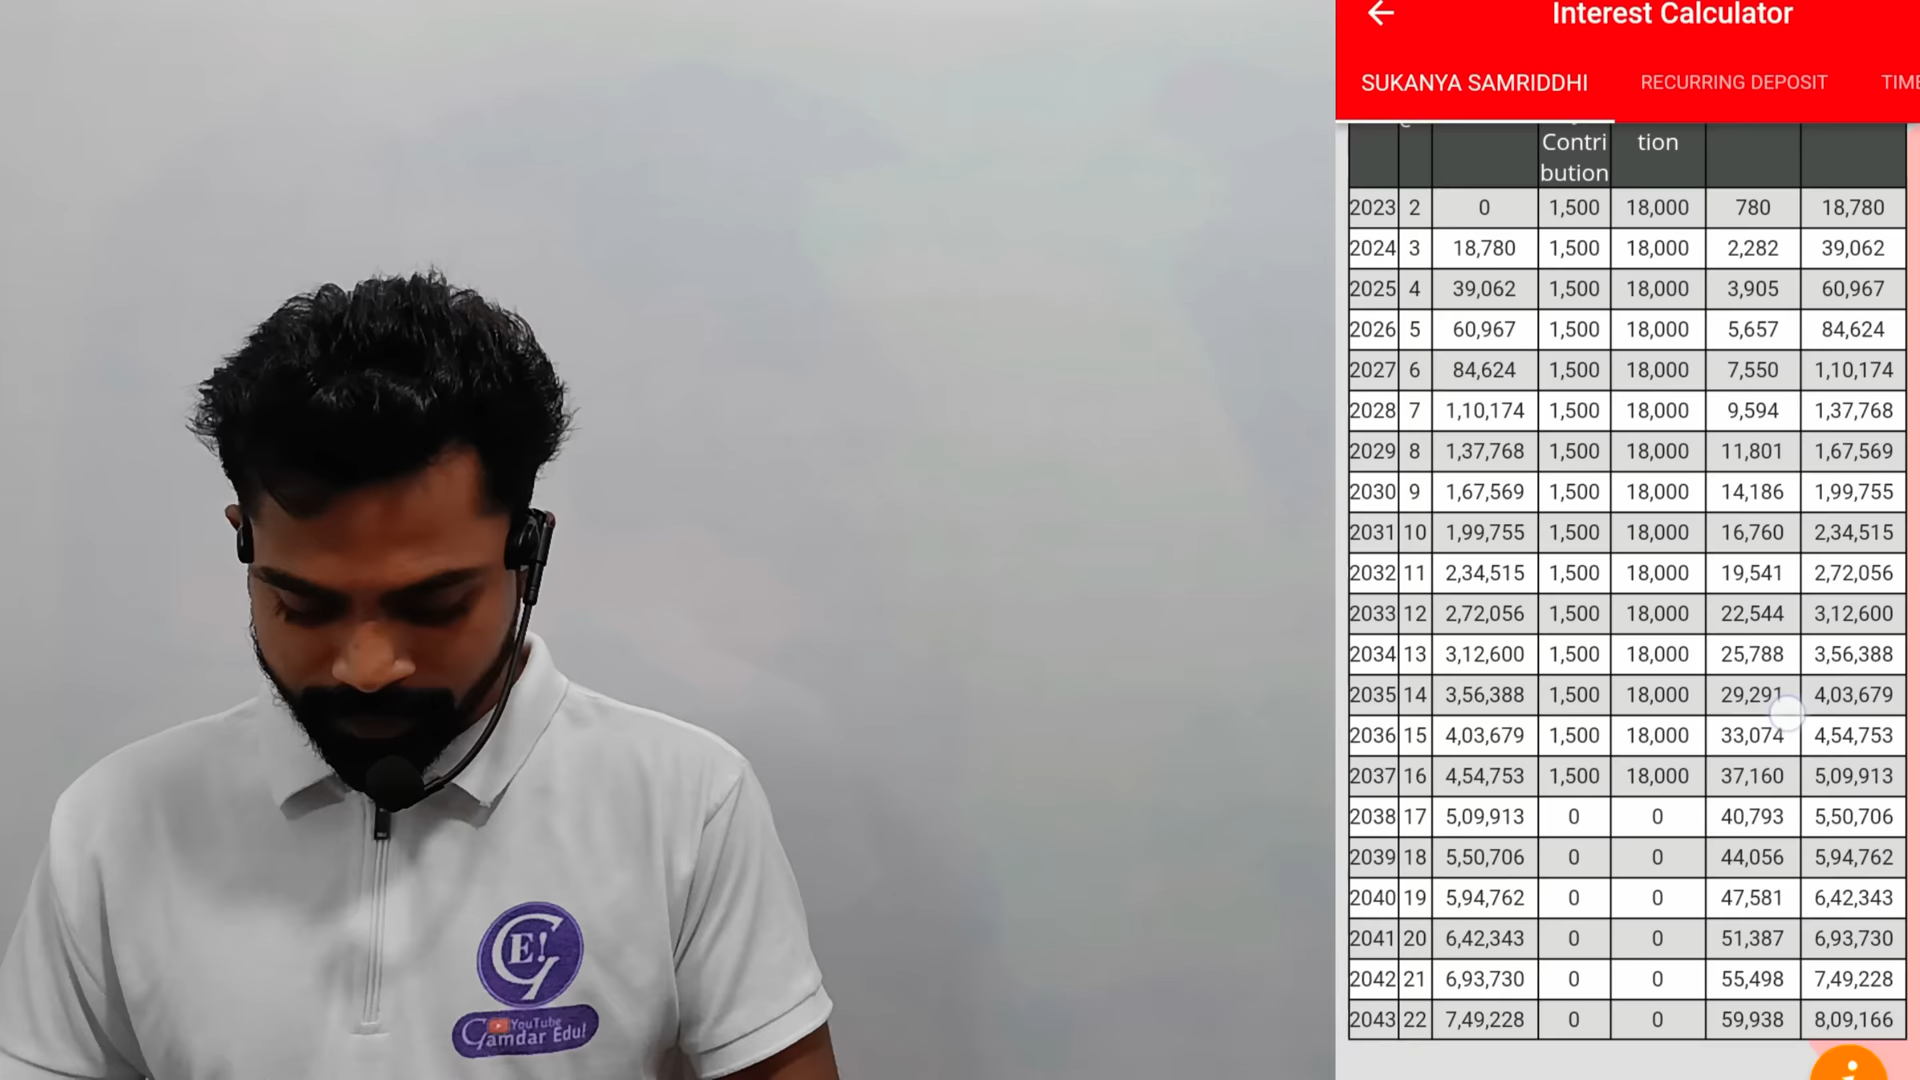 Interest Calculator
SUKANYA SAMRIDDHI RECURRING DEPOSIT TIME
Contri tion
bution
2023 2 0 1,500 18,000 780 18,780
2024 3 18,780 1,500 18,000 2,282 39,062
2025 4 39,062 1,500 18,000 3,905 60,967
2026 5 60,967 1,500 18,000 5,657 84,624
2027 6 84,624 1,500 18,000 7,550 1,10,174
2028 7 1,10,174 1,500 18,000 9,594 1,37,768
2029 8 1,37,768 1,500 18,000 11,801 1,67,569
2030 9 1,67,569 1,500 18,000 14,186 1,99,755
2031 10 1,99,755 1,500 18,000 16,760 2,34,515
2032 11 2,34,515 1,500 18,000 19,541 2,72,056
2033 12 2,72,056 1,500 18,000 22,544 3,12,600
2034 13 3,12,600 1,500 18,000 25,788 3,56,388
2035 14 3,56,388 1,500 18,000 29,291 4,03,679
2036 15 4,03,679 1,500 18,000 33,074 4,54,753
2037 16 4,54,753 1,500 18,000 37,160 5,09,913
2038 17 5,09,913 0 0 40,793 5,50,706
2039 18 5,50,706 0 0 44,056 5,94,762
2040 19 5,94,762 0 0 47,581 6,42,343
2041 20 6,42,343 0 0 51,387 6,93,730
2042 21 6,93,730 0 0 55,498 7,49,228
2043 22 7,49,228 0 0 59,938 8,09,166
E!
YouTube
Gamdar Edu!